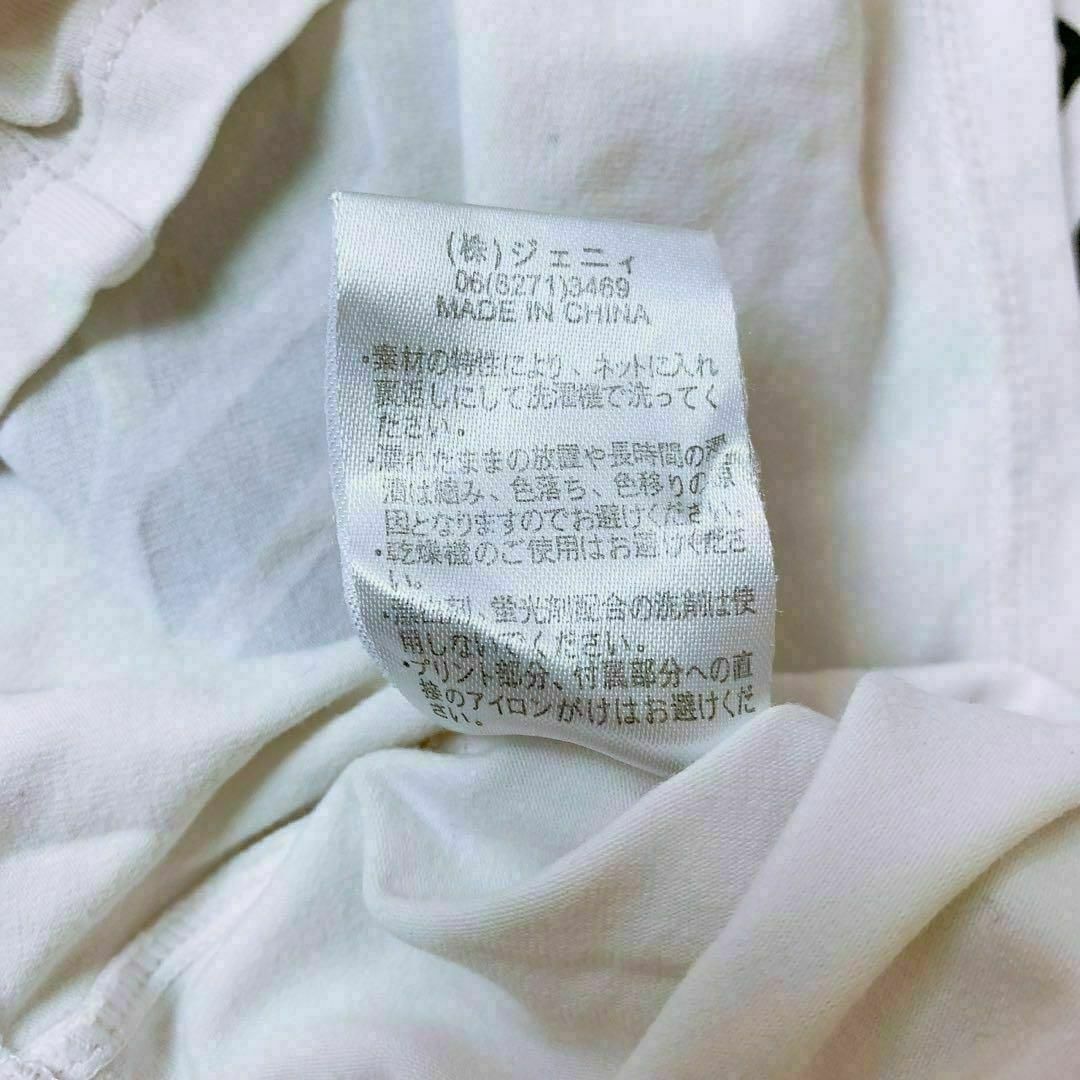 (株)ジェニィ
06(6271)3469
MADE IN CHINA
・素材の特性により、ネットに入れ
裏返しにして洗濯機で洗ってく
ださい。
・濡れたままの放置や長時間の
漬は縮み、色落ち、色移りの原
因となりますのでお避けください。
・乾燥機のご使用はお避けくださ
い。
蛍光剤配合の洗剤は使
用しないでください。
・プリント部分、付属部分への直
接のアイロンがけはお避けくだ
さい。